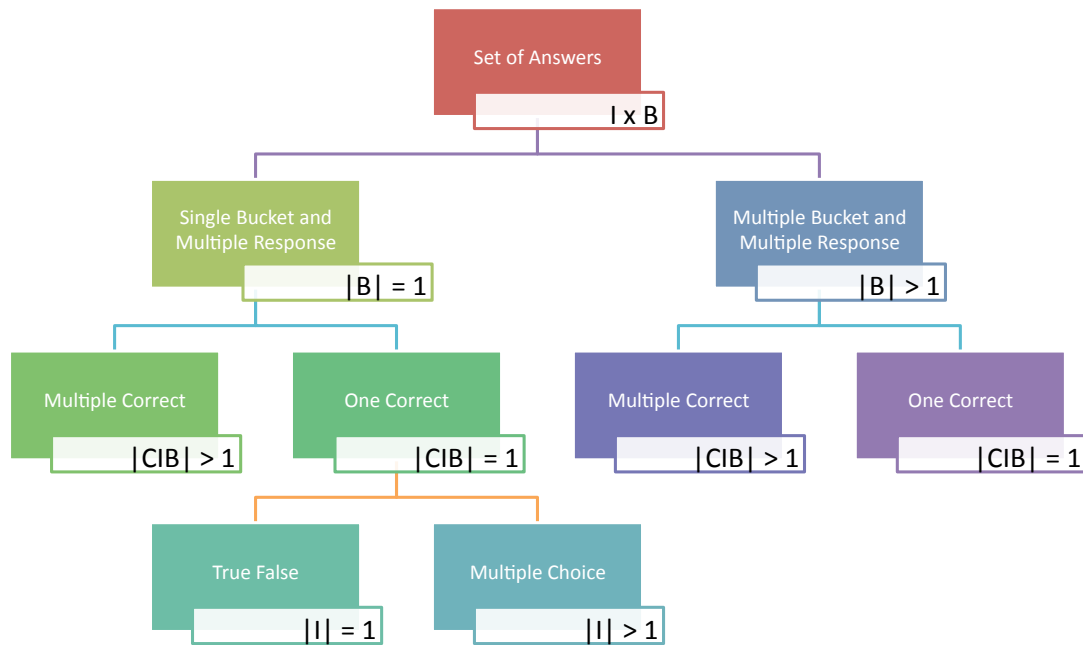 Set of Answers
I x B
Single Bucket and
Multiple Response
|B| = 1
Multiple Bucket and
Multiple Response
|B| > 1
Multiple Correct
|CIB| > 1
One Correct
|CIB| = 1
Multiple Correct
|CIB| > 1
One Correct
|CIB| = 1
True False
|I| = 1
Multiple Choice
|I| > 1